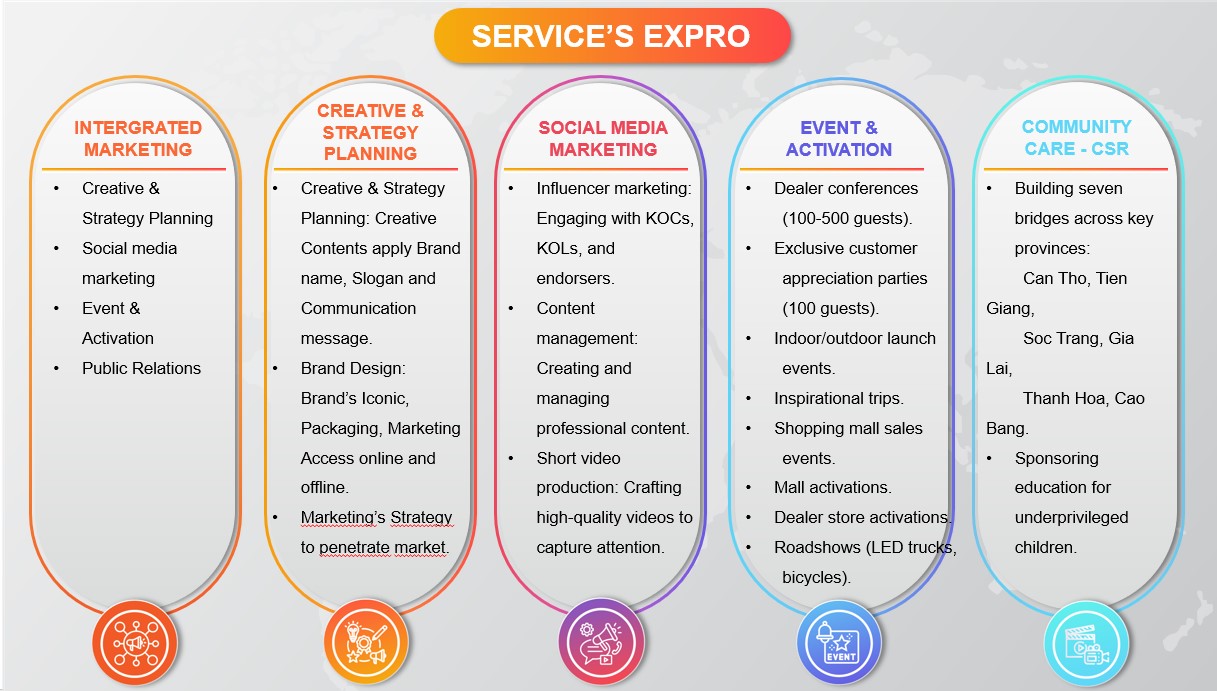 SERVICE’S EXPRO
INTERGRATED
MARKETING
• Creative &
Strategy Planning
• Social media
marketing
• Event &
Activation
• Public Relations
CREATIVE &
STRATEGY
PLANNING
• Creative & Strategy
Planning: Creative
Contents apply Brand
name, Slogan and
Communication
message.
• Brand Design:
Brand’s Iconic,
Packaging, Marketing
Access online and
offline.
• Marketing’s Strategy
to penetrate market.
SOCIAL MEDIA
MARKETING
• Influencer marketing:
Engaging with KOCs,
KOLs, and
endorsers.
• Content
management:
Creating and
managing
professional content.
• Short video
production: Crafting
high-quality videos to
capture attention.
EVENT &
ACTIVATION
• Dealer conferences
(100-500 guests).
• Exclusive customer
appreciation parties
(100 guests).
• Indoor/outdoor launch
events.
• Inspirational trips.
• Shopping mall sales
events.
• Mall activations.
• Dealer store activations.
• Roadshows (LED trucks,
bicycles).
EVENT
COMMUNITY
CARE - CSR
• Building seven
bridges across key
provinces:
Can Tho, Tien
Giang,
Soc Trang, Gia
Lai,
Thanh Hoa, Cao
Bang.
• Sponsoring
education for
underprivileged
children.